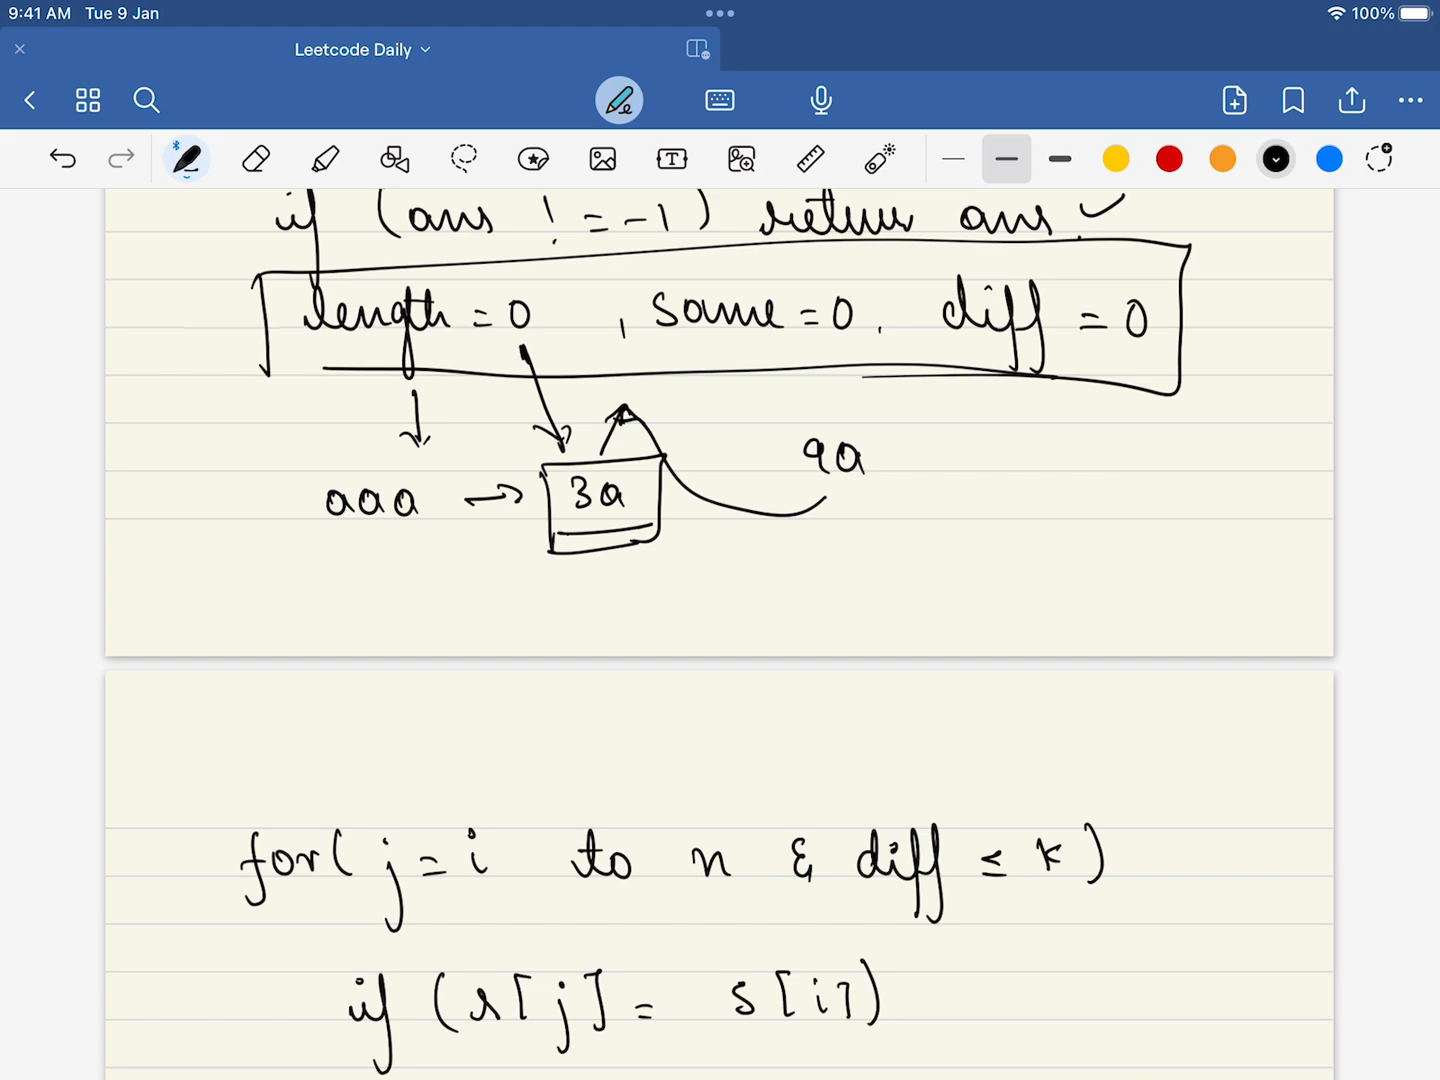 9:41 AM Tue 9 Jan
100%
Leetcode Daily
if (ans != -1) return ans.
length = 0 , same = 0, diff = 0
9a
aaa → 3a
for( j = i to n & diff ≤ k )
if (s[j] = s[i])